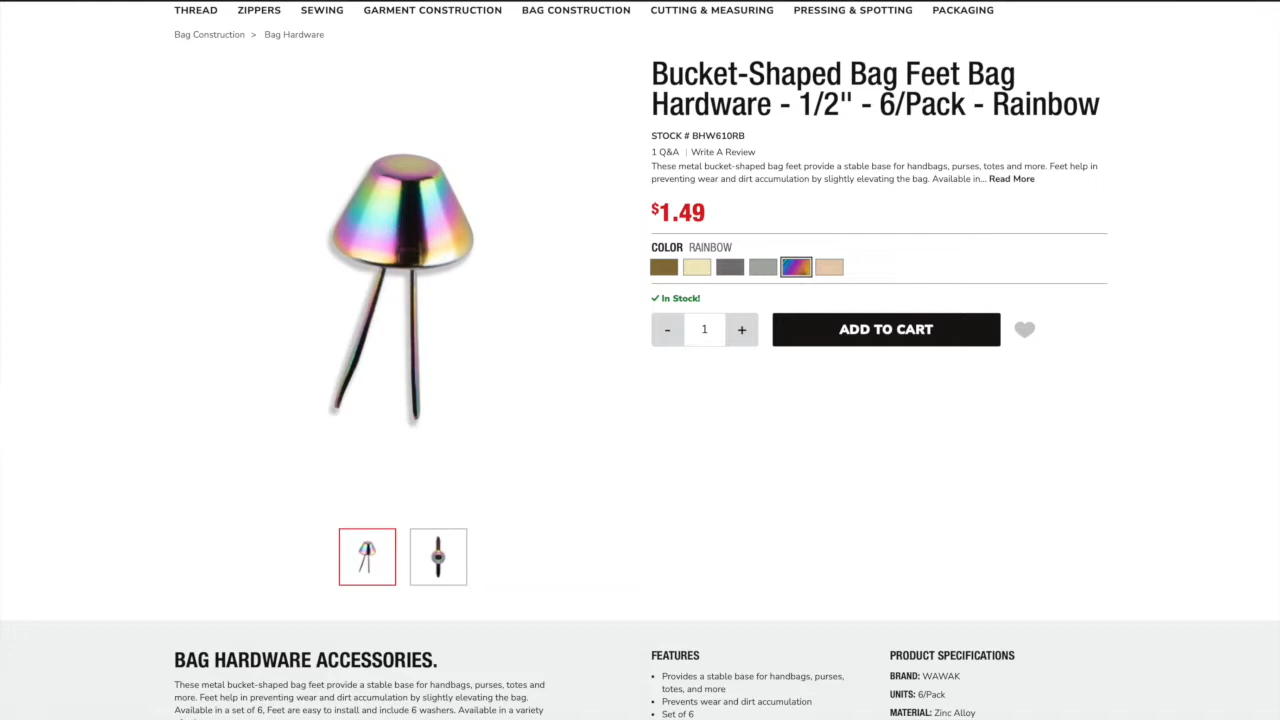 THREAD ZIPPERS SEWING GARMENT CONSTRUCTION BAG CONSTRUCTION CUTTING & MEASURING PRESSING & SPOTTING PACKAGING
Bag Construction > Bag Hardware
Bucket-Shaped Bag Feet Bag
Hardware - 1/2" - 6/Pack - Rainbow
STOCK # BHW610RB
1 Q&A | Write A Review
These metal bucket-shaped bag feet provide a stable base for handbags, purses, totes and more. Feet help in
preventing wear and dirt accumulation by slightly elevating the bag. Available in... Read More
$1.49
COLOR RAINBOW
In Stock!
- 1 + ADD TO CART
BAG HARDWARE ACCESSORIES.
These metal bucket-shaped bag feet provide a stable base for handbags, purses, totes and
more. Feet help in preventing wear and dirt accumulation by slightly elevating the bag.
Available in a set of 6, Feet are easy to install and include 6 washers. Available in a variety
FEATURES
• Provides a stable base for handbags, purses,
totes, and more
• Prevents wear and dirt accumulation
• Set of 6
PRODUCT SPECIFICATIONS
BRAND: WAWAK
UNITS: 6/Pack
MATERIAL: Zinc Alloy